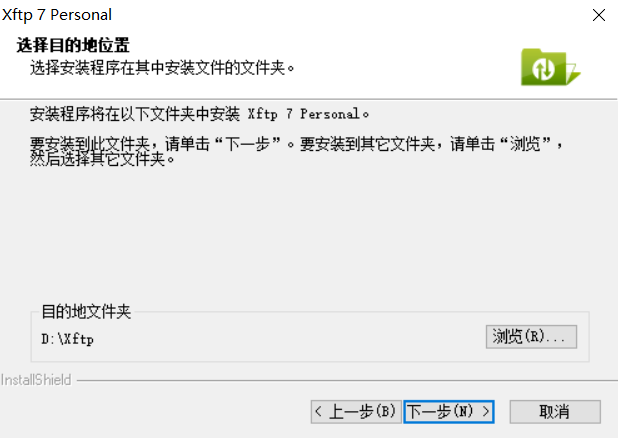 Xftp 7 Personal
选择目的地位置
选择安装程序在其中安装文件的文件夹。
安装程序将在以下文件夹中安装 Xftp 7 Personal。
要安装到此文件夹，请单击“下一步”。要安装到其它文件夹，请单击“浏览”，
然后选择其它文件夹。
目的地文件夹
D:\Xftp
浏览(R)...
InstallShield
< 上一步(B)
下一步(N) >
取消